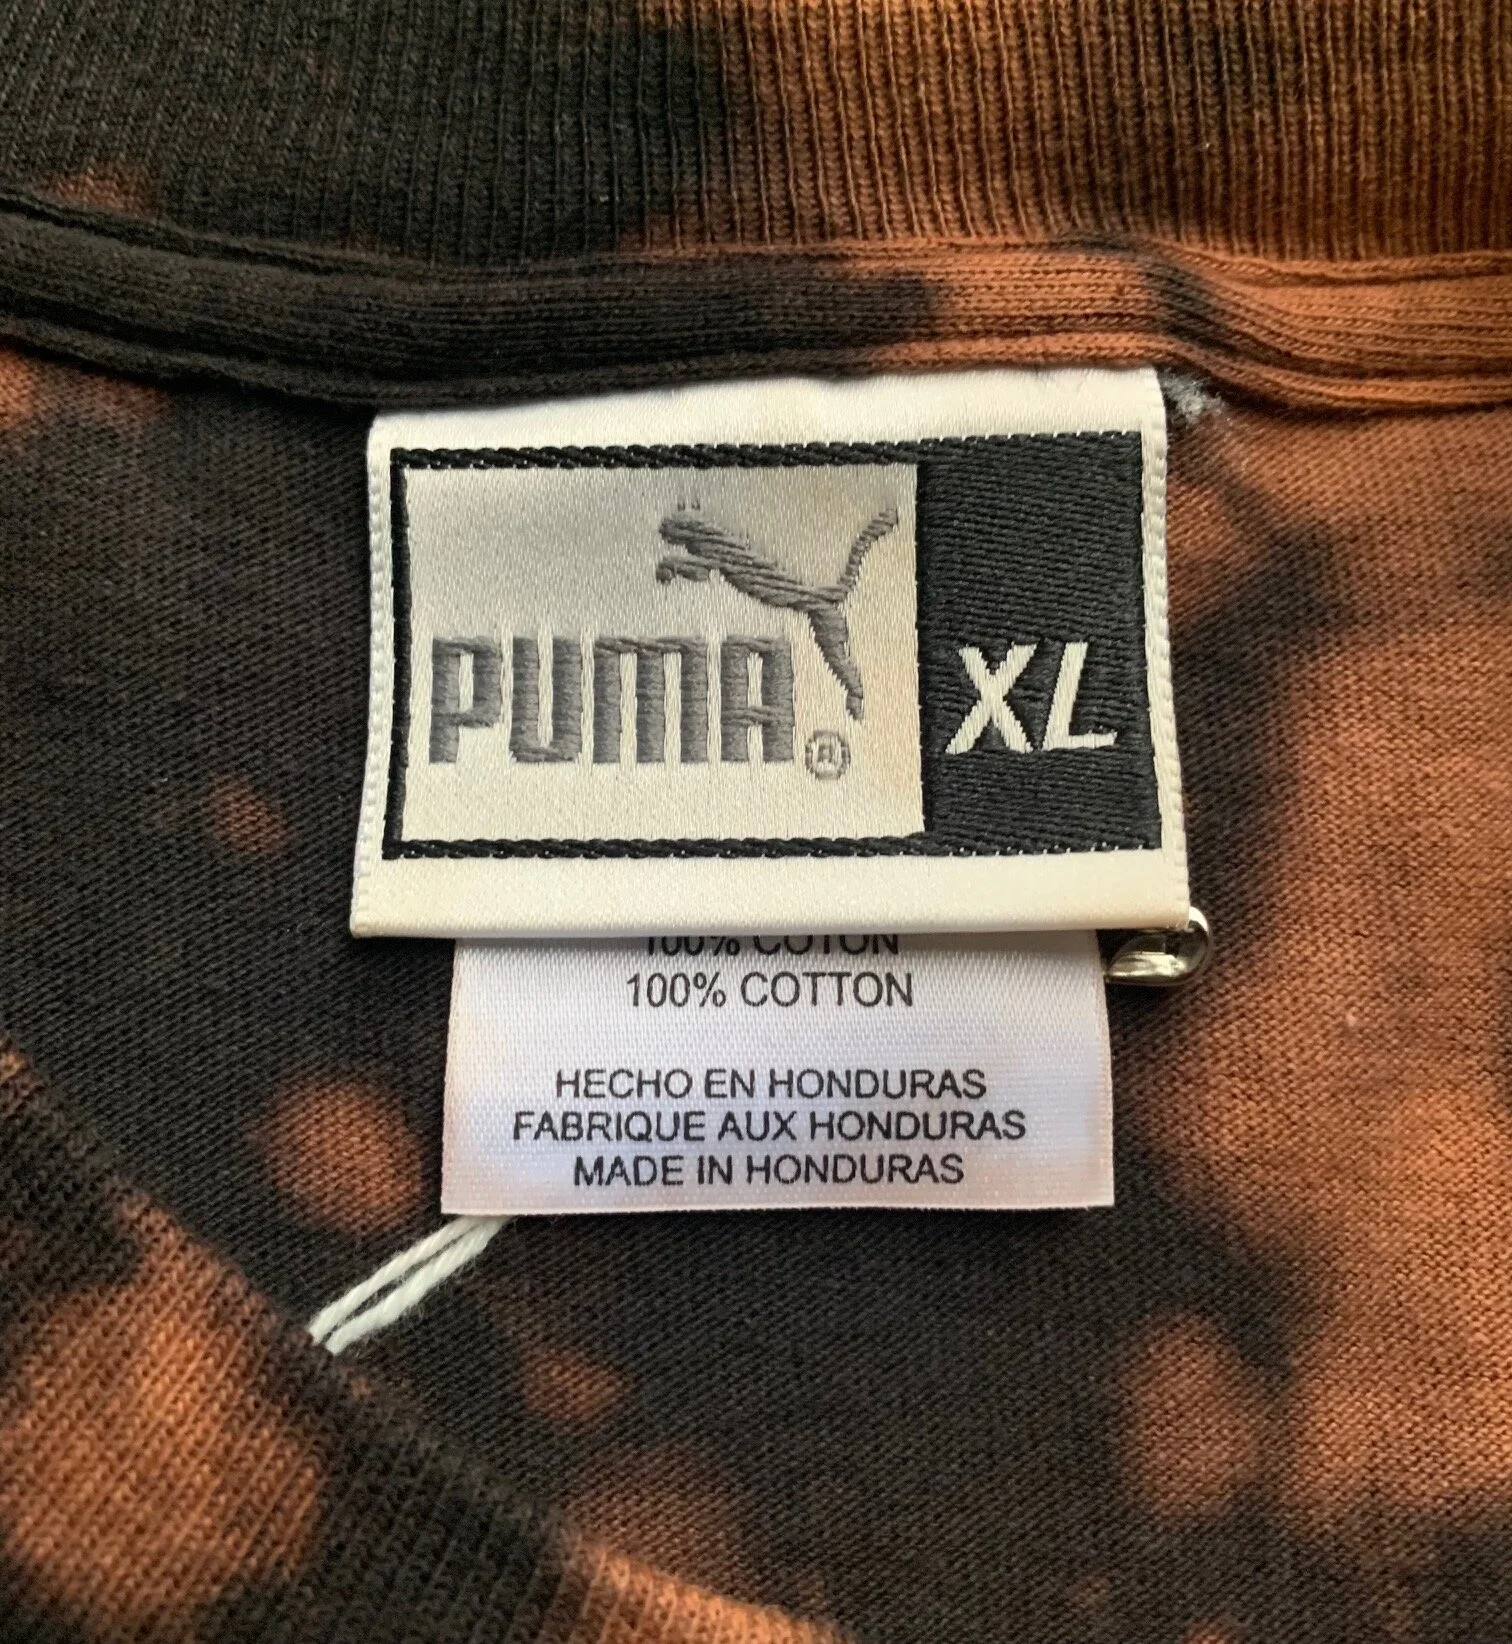 PUMA®
XL
100% COTON
100% COTTON
HECHO EN HONDURAS
FABRIQUE AUX HONDURAS
MADE IN HONDURAS